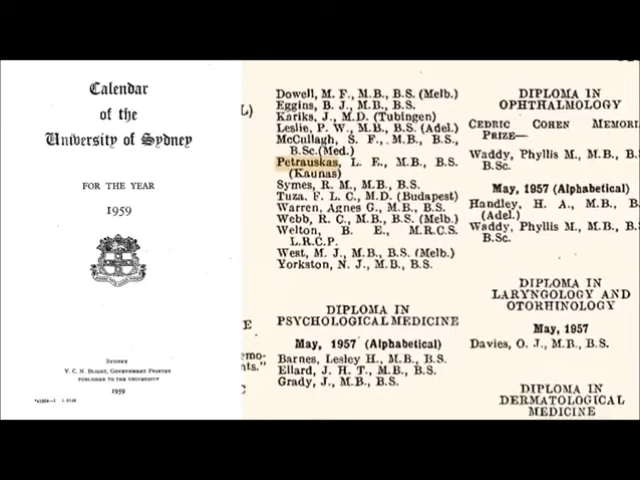 Calendar
of the
University of Sydney
FOR THE YEAR
1959
SYDNEY
V. C. N. BLIGHT, GOVERNMENT PRINTER
PUBLISHED TO THE UNIVERSITY
1959
Dowell, M. F., M.B., B.S. (Melb.)
Eggins, B. J., M.B., B.S.
Kariks, J., M.D. (Tubingen)
Leslie, P. W., M.B., B.S. (Adel.)
McCullagh, S. F., M.B., B.S.,
B.Sc.(Med.)
Petrauskas, L. E., M.B., B.S.
(Kaunas)
Symes, R. M., M.B., B.S.
Tuza, F. L. C., M.D. (Budapest)
Warren, Agnes G., M.B., B.S.
Webb, R. C., M.B., B.S. (Melb.)
Welton, B. E., M.R.C.S.
L.R.C.P.
West, M. J., M.B., B.S. (Melb.)
Yorkston, N. J., M.B., B.S.
DIPLOMA IN
PSYCHOLOGICAL MEDICINE
May, 1957 (Alphabetical)
Barnes, Lesley H., M.B., B.S.
Ellard, J. H. T., M.B., B.S.
Grady, J., M.B., B.S.
DIPLOMA IN
OPHTHALMOLOGY
CEDRIC COHEN MEMORI
PRIZE—
Waddy, Phyllis M., M.B., B
B.Sc.
May, 1957 (Alphabetical)
Handley, H. A., M.B., B.
(Adel.)
Waddy, Phyllis M., M.B., B.
B.Sc.
DIPLOMA IN
LARYNGOLOGY AND
OTORHINOLOGY
May, 1957
Davies, O. J., M.B., B.S.
DIPLOMA IN
DERMATOLOGICAL
MEDICINE